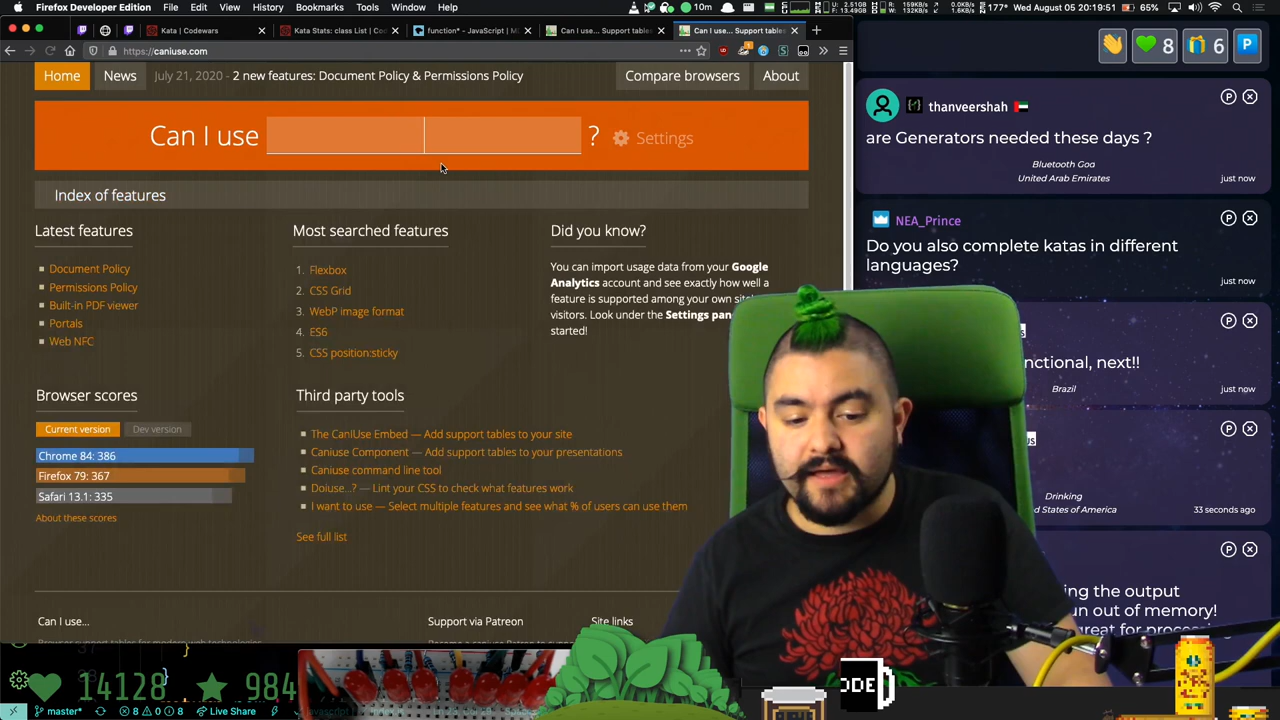 Firefox Developer Edition File Edit View History Bookmarks Tools Window Help
10m
177° Wed August 05 20:19:51 65%
Kata | Codewars
Kata Stats: class List | Co
function* - JavaScript | M
Can I use... Support tables
Can I use... Support tables
https://caniuse.com
Home News July 21, 2020 - 2 new features: Document Policy & Permissions Policy Compare browsers About
Can I use ? Settings
Index of features
Latest features
Document Policy
Permissions Policy
Built-in PDF viewer
Portals
Web NFC
Most searched features
1. Flexbox
2. CSS Grid
3. WebP image format
4. ES6
5. CSS position:sticky
Did you know?
You can import usage data from your Google
Analytics account and see exactly how well a
feature is supported among your own
visitors. Look under the Settings
started!
Browser scores
Current version Dev version
Chrome 84: 386
Firefox 79: 367
Safari 13.1: 335
About these scores
Third party tools
The CanIUse Embed — Add support tables to your site
Caniuse Component — Add support tables to your presentations
Caniuse command line tool
Doiuse...? — Lint your CSS to check what features work
I want to use — Select multiple features and see what % of users can use them
See full list
Can I use...
Support via Patreon
Site links
8 6 P
thanveershah
are Generators needed these days ?
Bluetooth Goa
United Arab Emirates
just now
NEA_Prince
Do you also complete katas in different
languages?
just now
nctional, next!!
Brazil
just now
Drinking
d States of America
33 seconds ago
ing the output
un out of memory!
14128 984
ODE
master* 8 0 8 Live Share